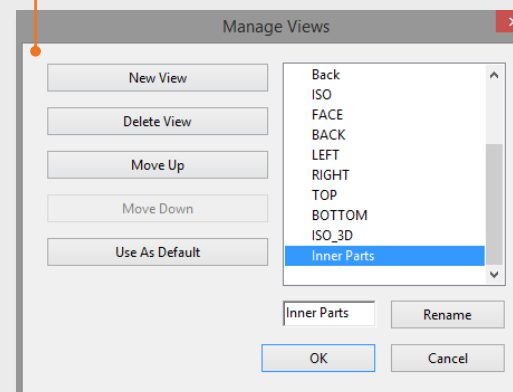 Manage Views
New View
Delete View
Move Up
Move Down
Use As Default
Back
ISO
FACE
BACK
LEFT
RIGHT
TOP
BOTTOM
ISO_3D
Inner Parts
Inner Parts
Rename
OK
Cancel